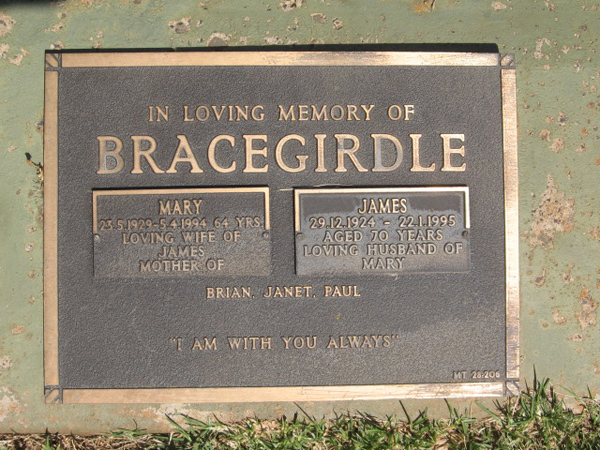 IN LOVING MEMORY OF
BRACEGIRDLE
MARY
23.5.1929-5.4.1994 64 YRS
LOVING WIFE OF
JAMES
MOTHER OF
JAMES
29.12.1924 - 22.1.1995
AGED 70 YEARS
LOVING HUSBAND OF
MARY
BRIAN, JANET, PAUL
"I AM WITH YOU ALWAYS"
MT 28-206